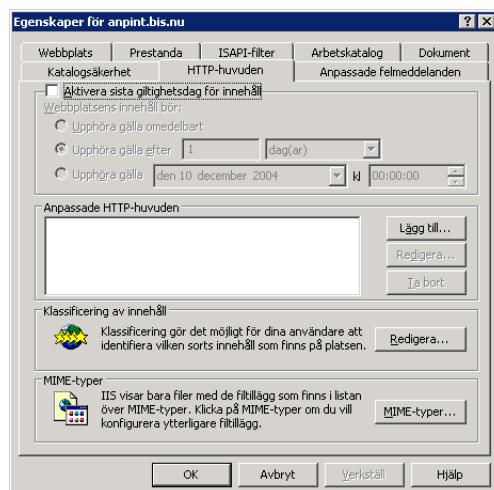 Egenskaper för anpint.bis.nu
Webbplats Prestanda ISAPI-filter Arbetskatalog Dokument
Katalogsäkerhet HTTP-huvuden Anpassade felmeddelanden
Aktivera sista giltighetsdag för innehåll
Webbplatsens innehåll bör:
Upphöra gälla omedelbart
Upphöra gälla efter 1 dag(ar)
Upphöra gälla den 10 december 2004 kl 00:00:00
Anpassade HTTP-huvuden
Lägg till...
Redigera...
Ta bort
Klassificering av innehåll
Klassificering gör det möjligt för dina användare att
identifiera vilken sorts innehåll som finns på platsen.
Redigera...
MIME-typer
IIS visar bara filer med de filtillägg som finns i listan
över MIME-typer. Klicka på MIME-typer om du vill
konfigurera ytterligare filtillägg.
MIME-typer...
OK Avbryt Verkställ Hjälp